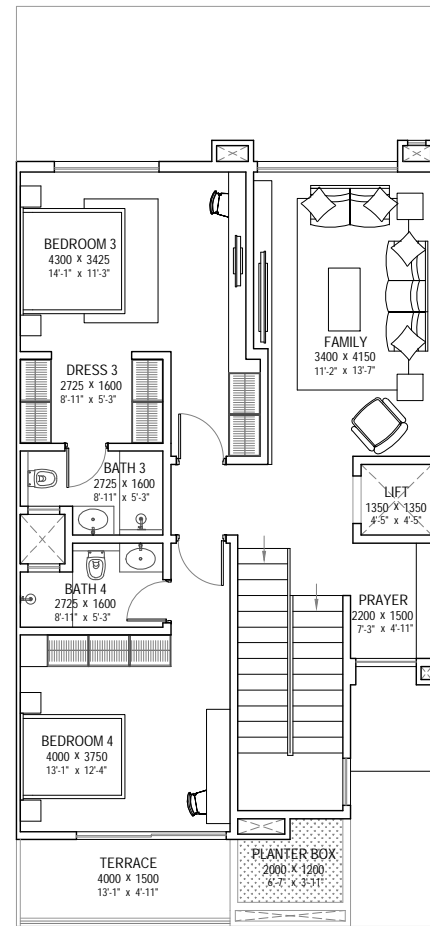 BEDROOM 3
4300 x 3425
14'-1" x 11'-3"
FAMILY
3400 x 4150
11'-2" x 13'-7"
DRESS 3
2725 x 1600
8'-11" x 5'-3"
BATH 3
2725 x 1600
8'-11" x 5'-3"
LIFT
1350 x 1350
4'-5" x 4'-5"
BATH 4
2725 x 1600
8'-11" x 5'-3"
PRAYER
2200 x 1500
7'-3" x 4'-11"
BEDROOM 4
4000 x 3750
13'-1" x 12'-4"
TERRACE
4000 x 1500
13'-1" x 4'-11"
PLANTER BOX
2000 x 1200
6'-7" x 3'-11"